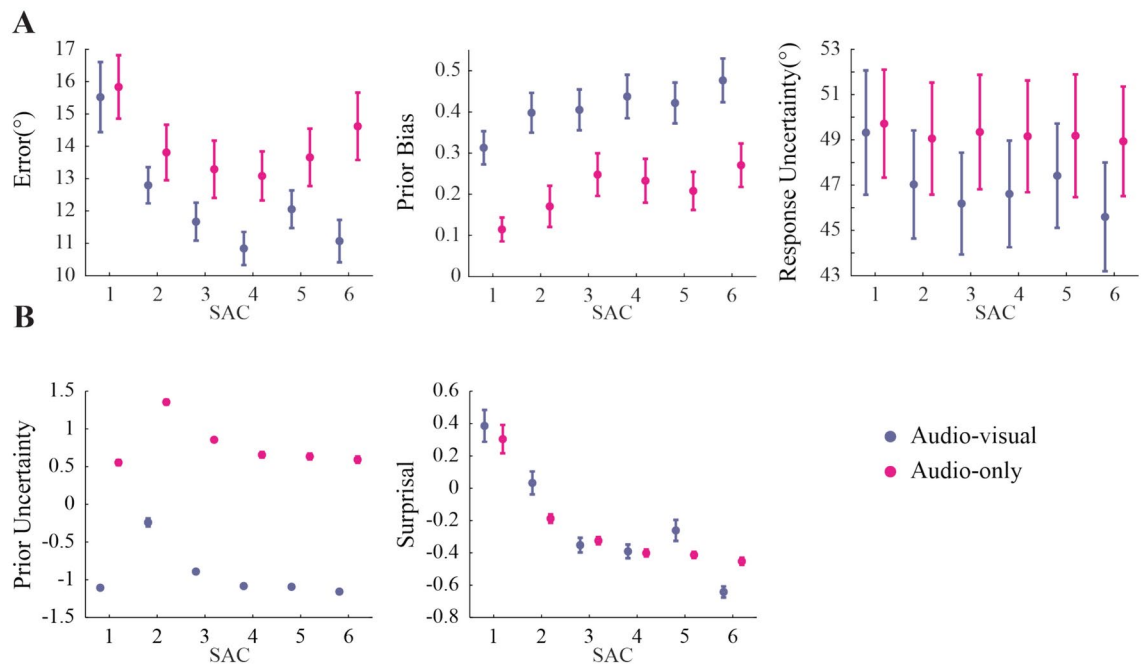 A
Error(°)
17
16
15
14
13
12
11
10
1 2 3 4 5 6
SAC
Prior Bias
0.5
0.4
0.3
0.2
0.1
0
1 2 3 4 5 6
SAC
Response Uncertainty(°)
53
51
49
47
45
43
1 2 3 4 5 6
SAC
B
Prior Uncertainty
1.5
1
0.5
0
-0.5
-1
-1.5
1 2 3 4 5 6
SAC
Surprisal
0.6
0.4
0.2
0
-0.2
-0.4
-0.6
-0.8
1 2 3 4 5 6
SAC
Audio-visual
Audio-only